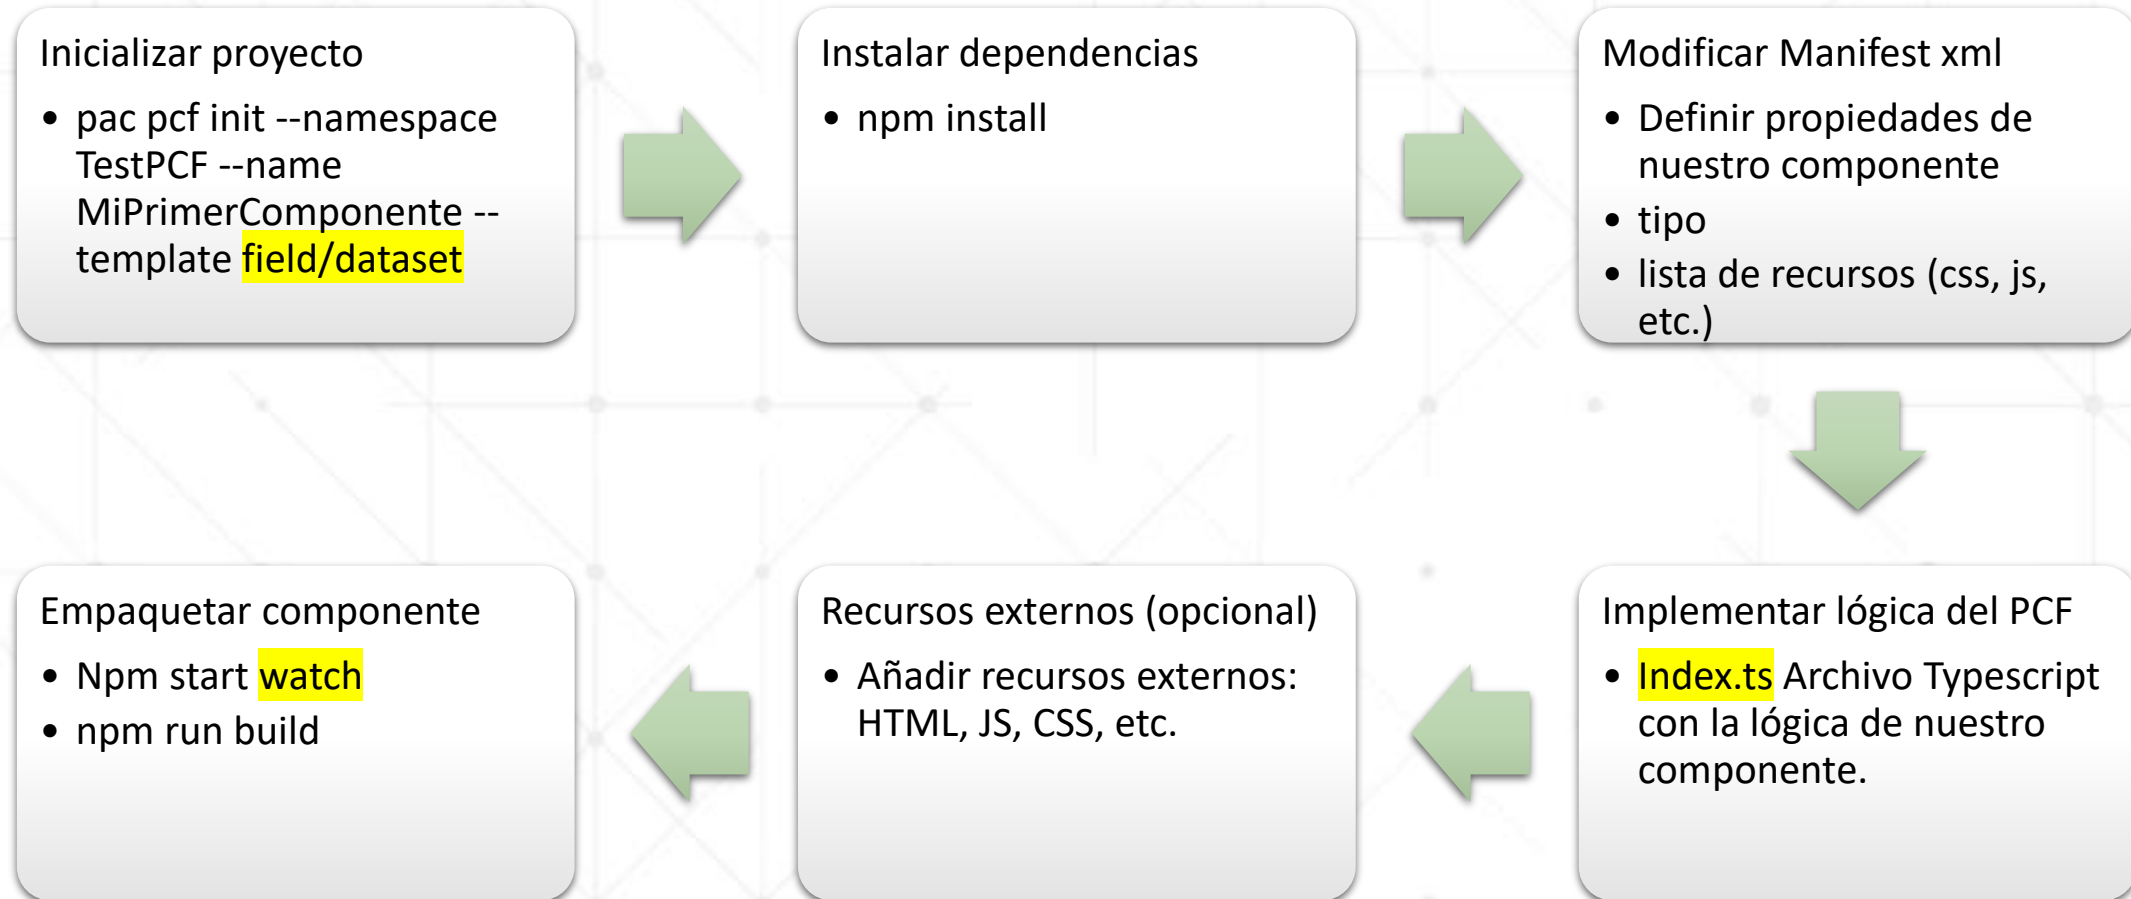 Inicializar proyecto
• pac pcf init --namespace
TestPCF --name
MiPrimerComponente --
template field/dataset
Instalar dependencias
• npm install
Modificar Manifest xml
• Definir propiedades de
nuestro componente
• tipo
• lista de recursos (css, js,
etc.)
Implementar lógica del PCF
• Index.ts Archivo Typescript
con la lógica de nuestro
componente.
Recursos externos (opcional)
• Añadir recursos externos:
HTML, JS, CSS, etc.
Empaquetar componente
• Npm start watch
• npm run build